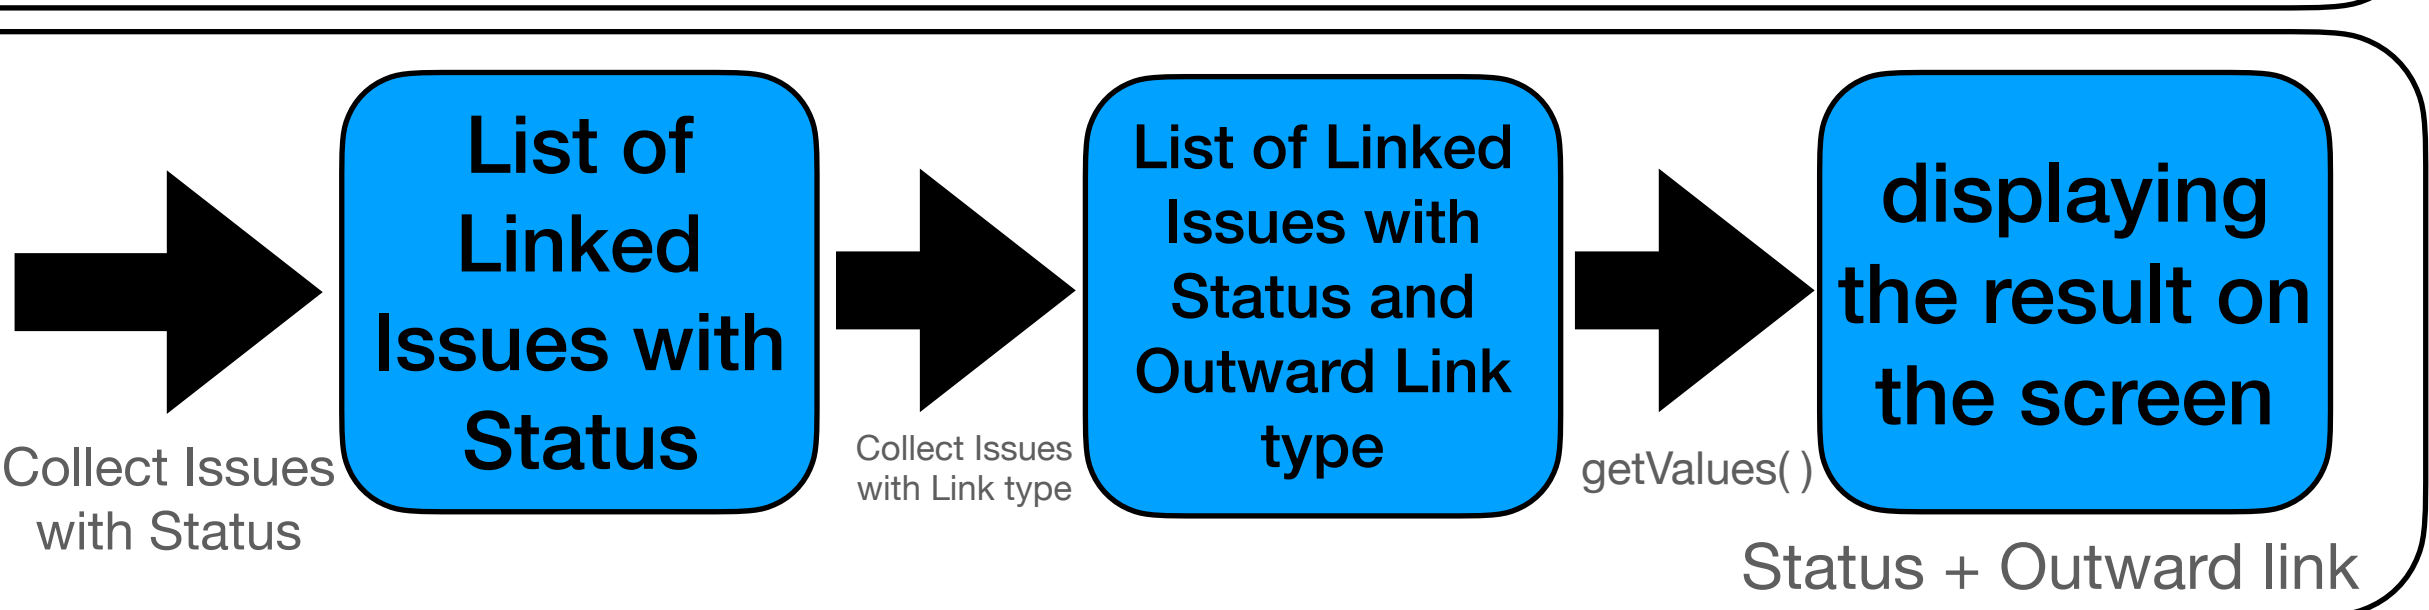 Collect Issues
with Status
List of
Linked
Issues with
Status
Collect Issues
with Link type
List of Linked
Issues with
Status and
Outward Link
type
getValues( )
displaying
the result on
the screen
Status + Outward link